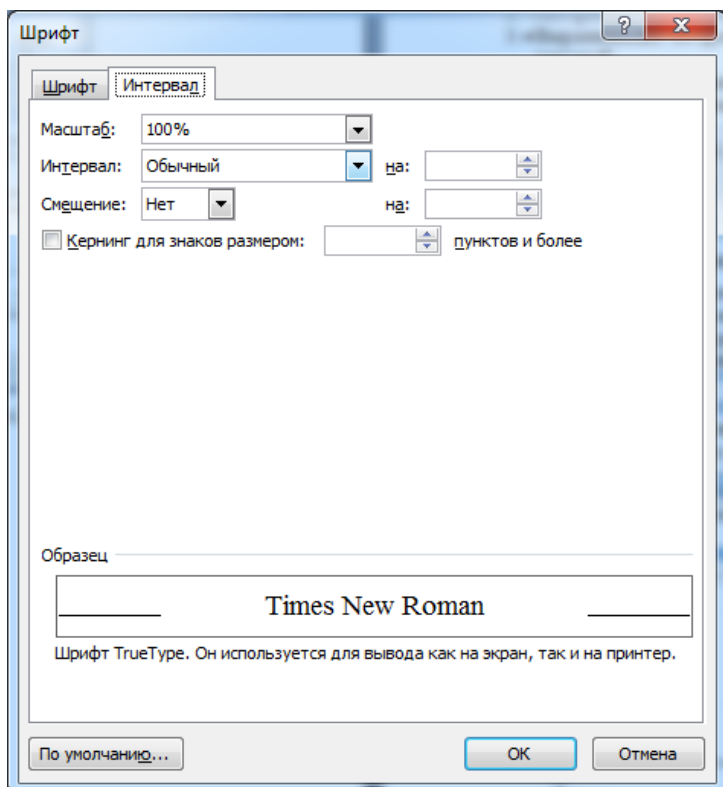 Шрифт
Шрифт Интервал
Масштаб: 100%
Интервал: Обычный на:
Смещение: Нет на:
Кернинг для знаков размером: пунктов и более
Образец
Times New Roman
Шрифт TrueType. Он используется для вывода как на экран, так и на принтер.
По умолчанию... ОК Отмена